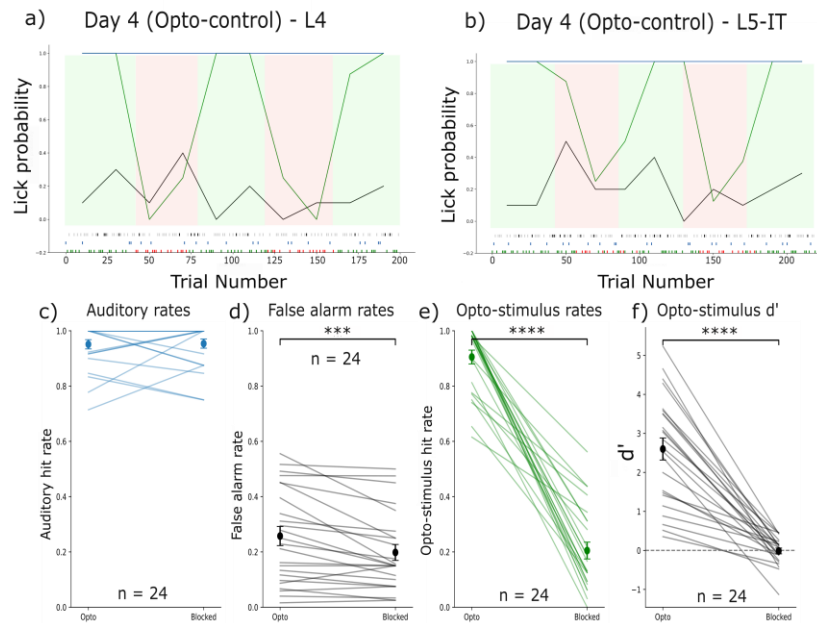 a) Day 4 (Opto-control) - L4
b) Day 4 (Opto-control) - L5-IT
Lick probability
1.0
0.8
0.6
0.4
0.2
0.0
−0.2
0 25 50 75 100 125 150 175 200
Trial Number
Lick probability
1.0
0.8
0.6
0.4
0.2
0.0
−0.2
0 50 100 150 200
Trial Number
c) Auditory rates
Auditory hit rate
1.0
0.8
0.6
0.4
0.2
0.0
n = 24
Opto Blocked
d) False alarm rates
***
n = 24
False alarm rate
1.0
0.8
0.6
0.4
0.2
0.0
Opto Blocked
e) Opto-stimulus rates
****
Opto-stimulus hit rate
1.0
0.8
0.6
0.4
0.2
0.0
n = 24
Opto Blocked
f) Opto-stimulus d'
****
d'
5
4
3
2
1
0
−1
n = 24
Opto Blocked